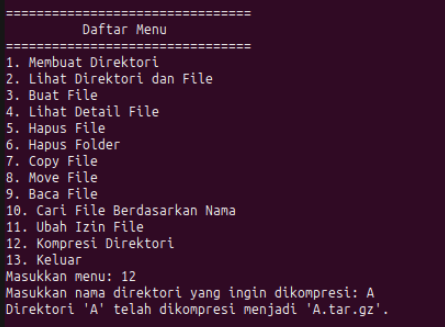 ================================
Daftar Menu
================================
1. Membuat Direktori
2. Lihat Direktori dan File
3. Buat File
4. Lihat Detail File
5. Hapus File
6. Hapus Folder
7. Copy File
8. Move File
9. Baca File
10. Cari File Berdasarkan Nama
11. Ubah Izin File
12. Kompresi Direktori
13. Keluar
Masukkan menu: 12
Masukkan nama direktori yang ingin dikompresi: A
Direktori 'A' telah dikompresi menjadi 'A.tar.gz'.